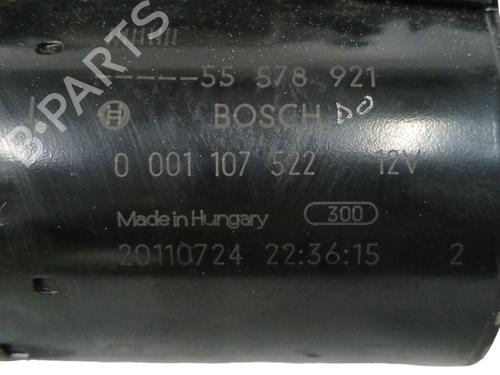 ----55 578 921
BOSCH DO
0 001 107 522 12V
Made in Hungary 300
20110724 22:36:15 2
B-PARTS